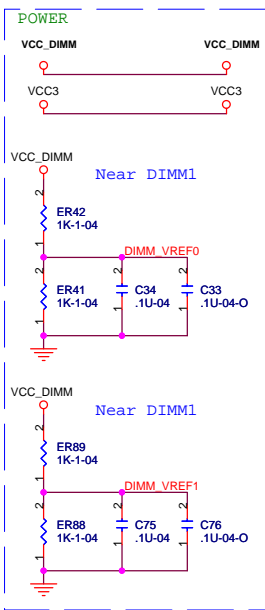 POWER
VCC_DIMM VCC_DIMM
VCC3 VCC3
VCC_DIMM
Near DIMM1
2
ER42
1K-1-04
1
DIMM_VREF0
2 2 2
ER41 C34 C33
1K-1-04 .1U-04 .1U-04-O
1 1 1
VCC_DIMM
Near DIMM1
2
ER89
1K-1-04
1
DIMM_VREF1
2 2 2
ER88 C75 C76
1K-1-04 .1U-04 .1U-04-O
1 1 1